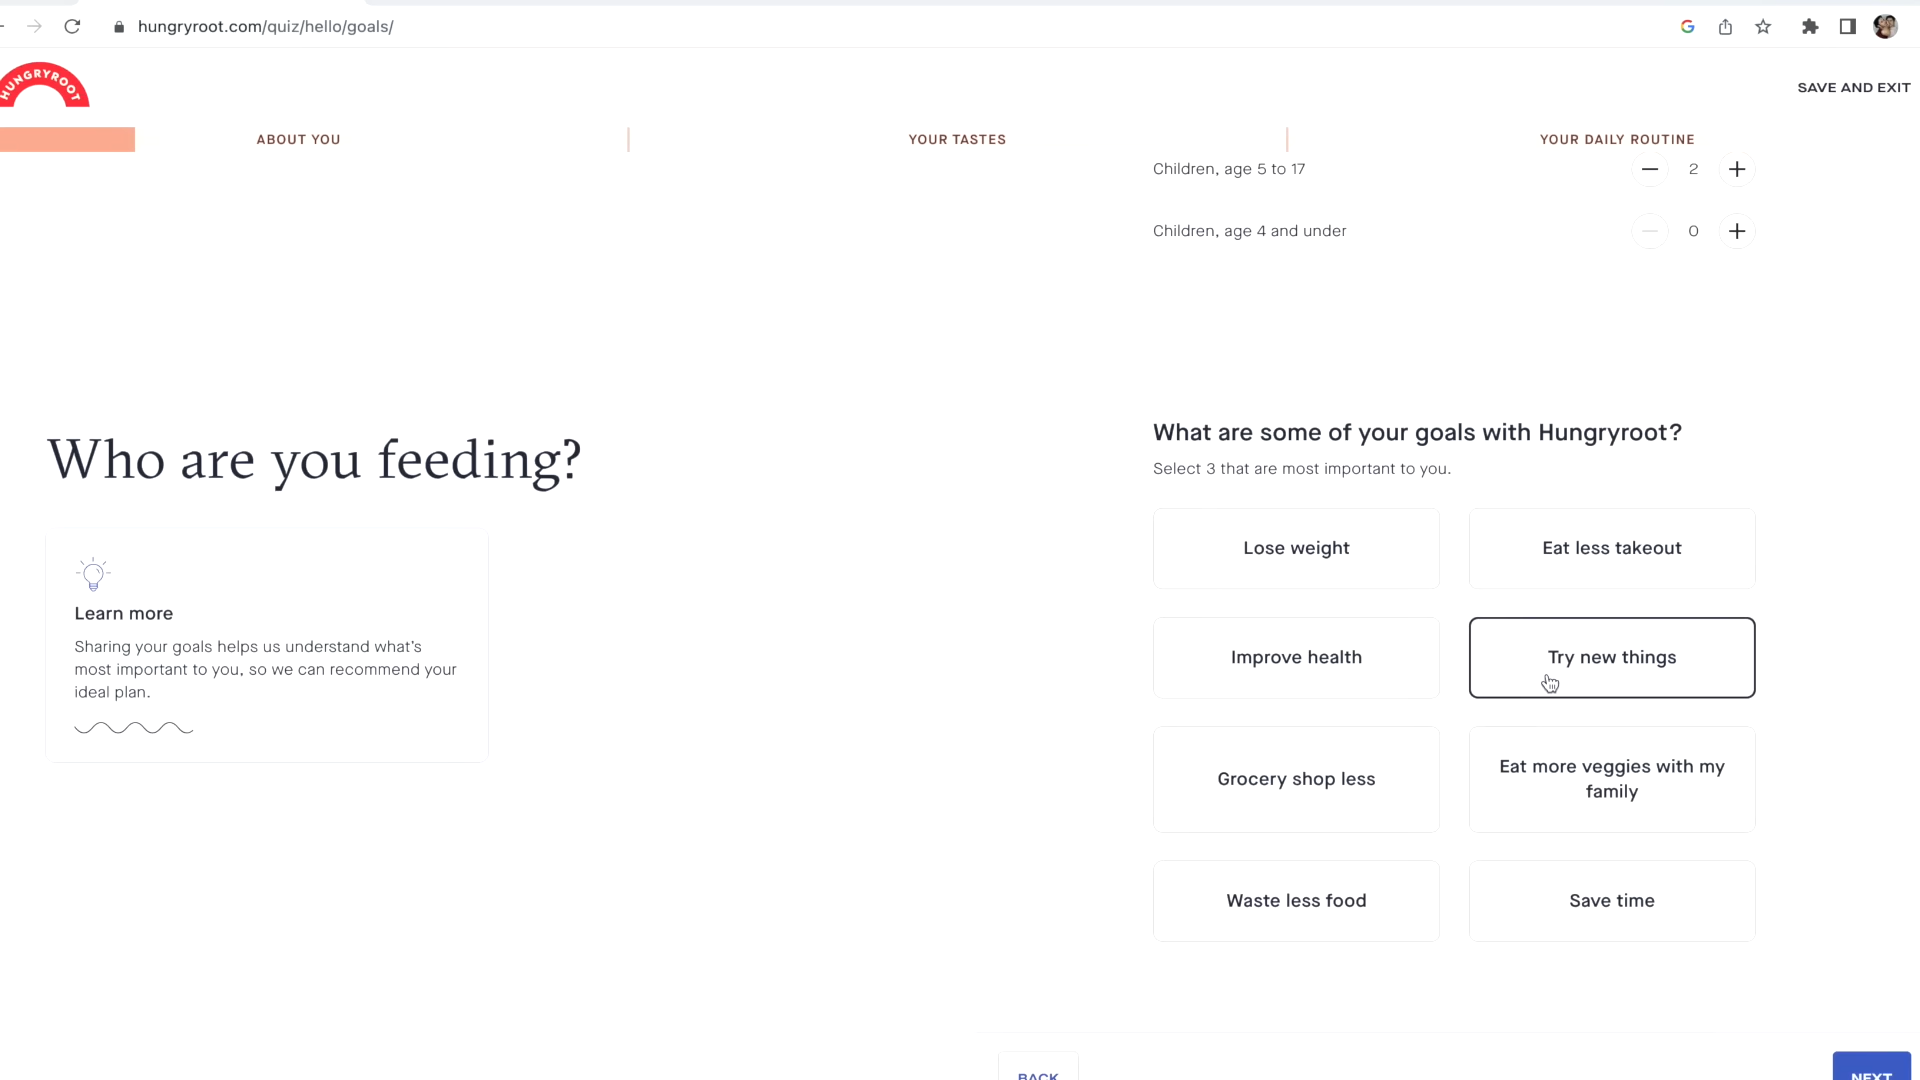 hungryroot.com/quiz/hello/goals/
HUNGRYROOT
SAVE AND EXIT
ABOUT YOU
YOUR TASTES
YOUR DAILY ROUTINE
Children, age 5 to 17
2
Children, age 4 and under
0
Who are you feeding?
Learn more
Sharing your goals helps us understand what's
most important to you, so we can recommend your
ideal plan.
What are some of your goals with Hungryroot?
Select 3 that are most important to you.
Lose weight
Eat less takeout
Improve health
Try new things
Grocery shop less
Eat more veggies with my
family
Waste less food
Save time
BACK
NEXT